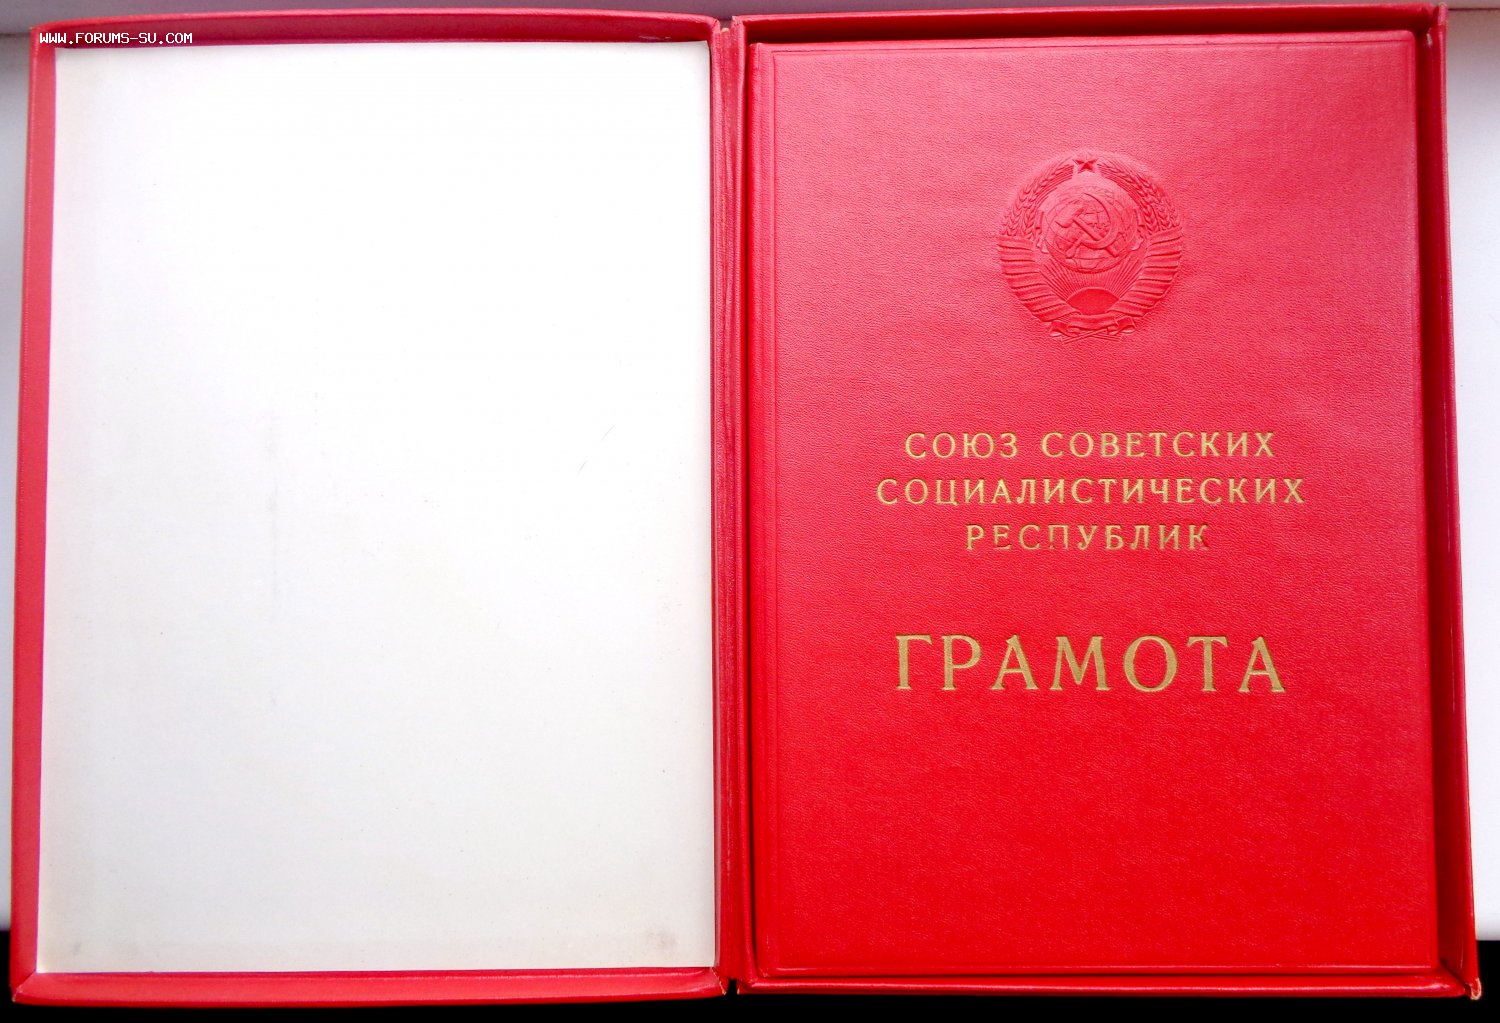 WWW.FORUMS-SU.COM
СОЮЗ СОВЕТСКИХ
СОЦИАЛИСТИЧЕСКИХ
РЕСПУБЛИК
ГРАМОТА